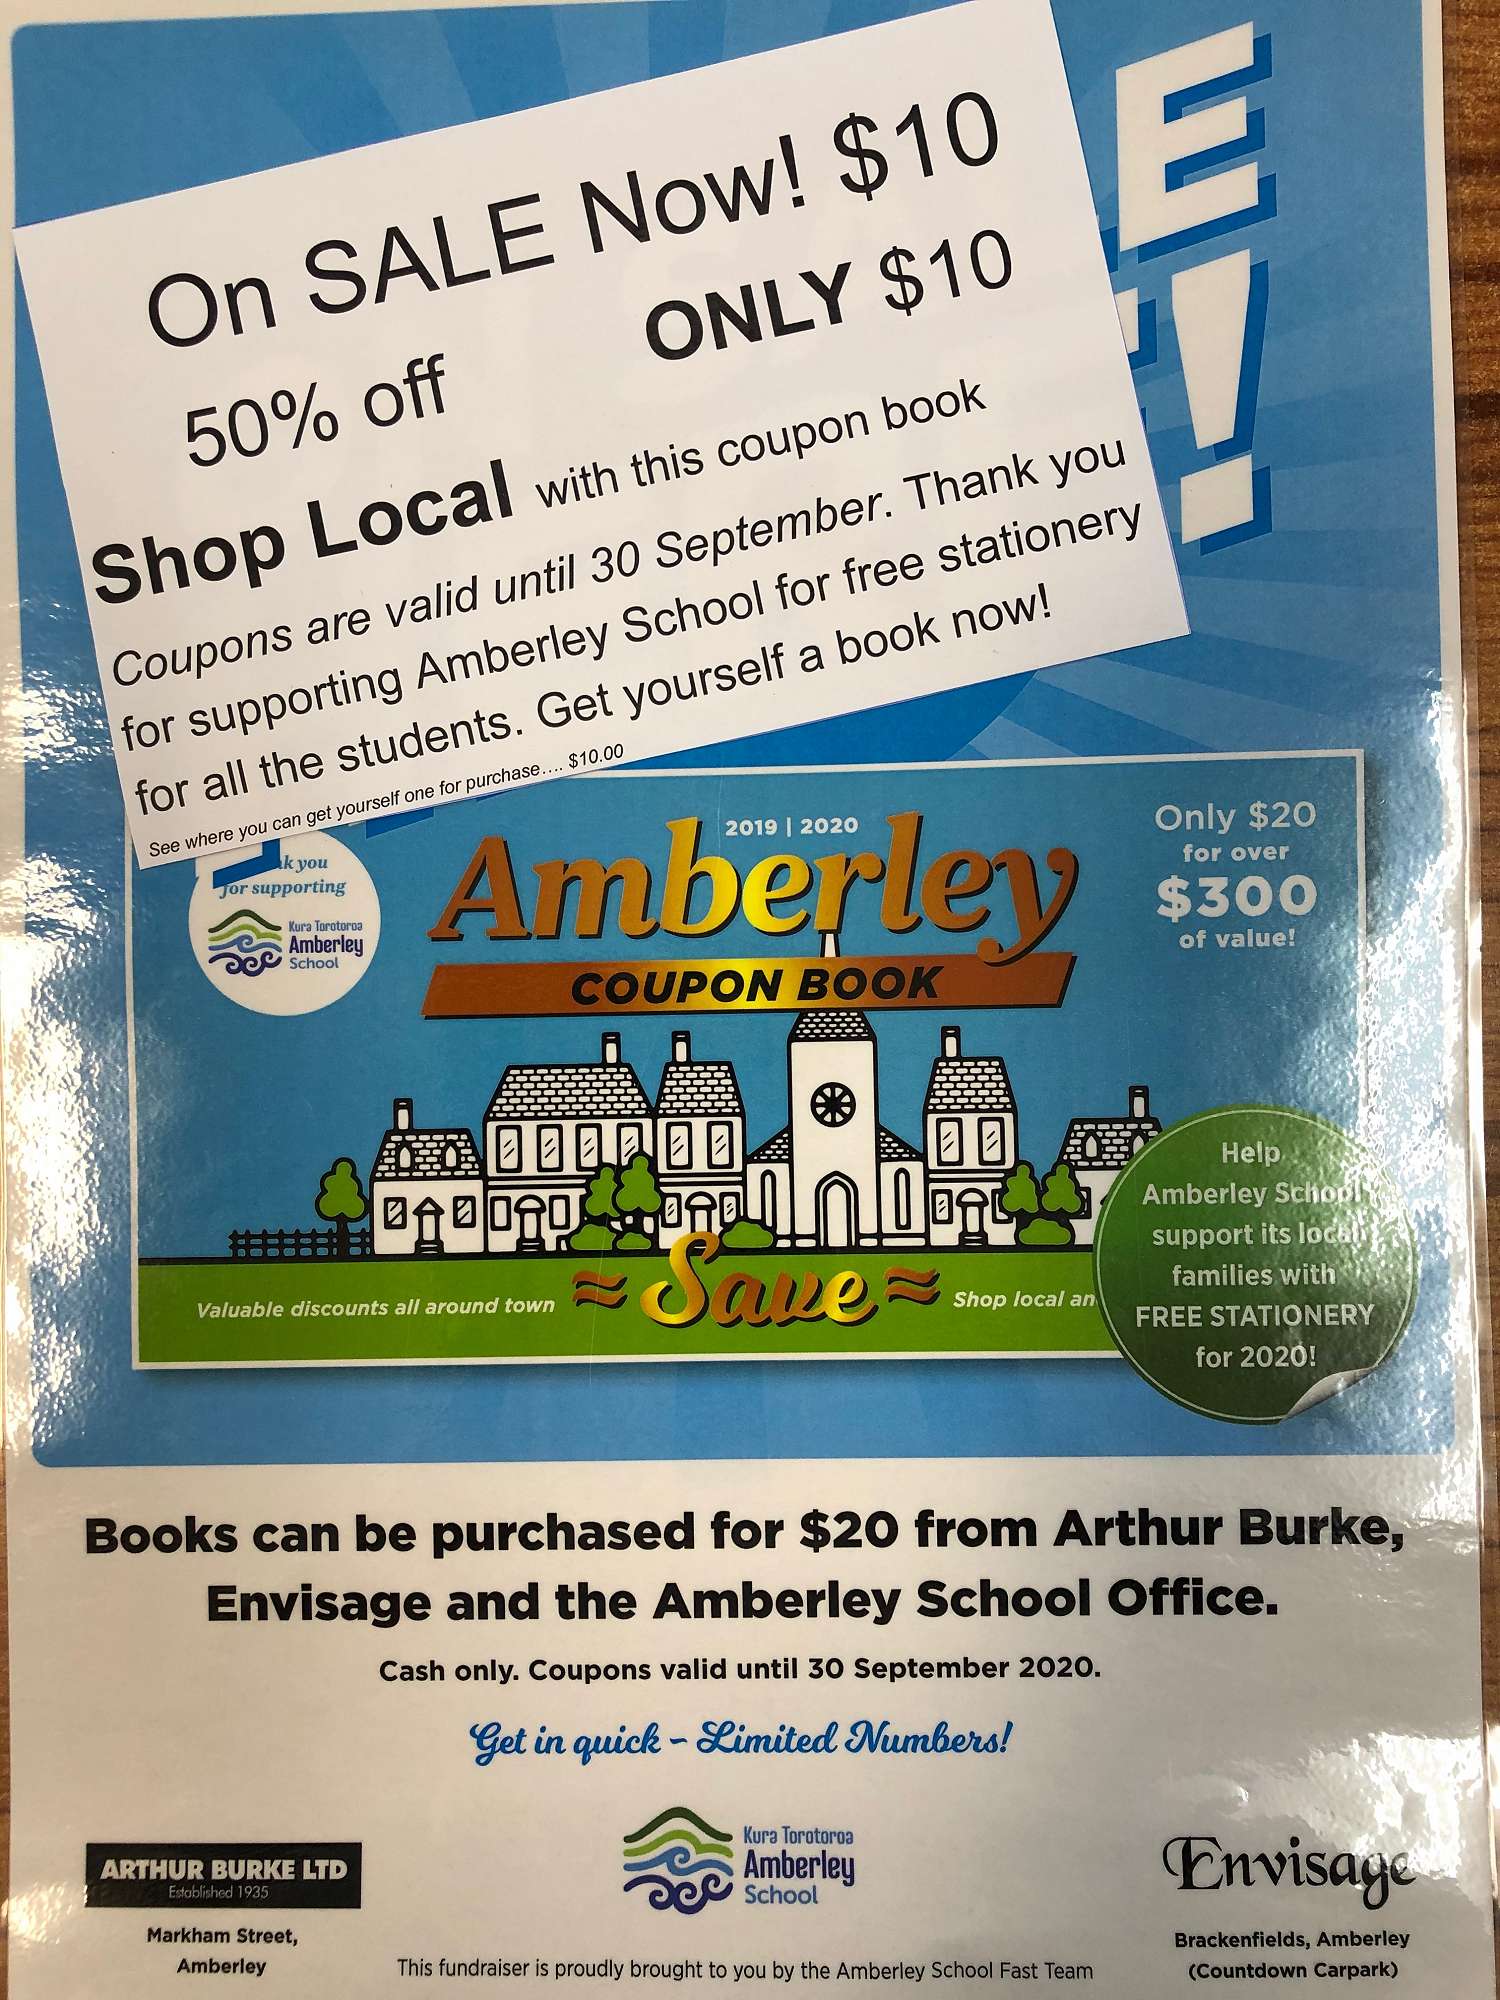 E
!
On SALE Now! $10
50% off ONLY $10
Shop Local with this coupon book
Coupons are valid until 30 September. Thank you
for supporting Amberley School for free stationery
for all the students. Get yourself a book now!
See where you can get yourself one for purchase.... $10.00
you
for supporting
Kura Torotoroa
Amberley
School
2019 | 2020
Amberley
COUPON BOOK
Only $20
for over
$300
of value!
Help
Amberley School
support its local
families with
FREE STATIONERY
for 2020!
Valuable discounts all around town
Save
Shop local
Books can be purchased for $20 from Arthur Burke,
Envisage and the Amberley School Office.
Cash only. Coupons valid until 30 September 2020.
Get in quick - Limited Numbers!
ARTHUR BURKE LTD
Established 1935
Markham Street,
Amberley
Kura Torotoroa
Amberley
School
This fundraiser is proudly brought to you by the Amberley School Fast Team
Envisage
Brackenfields, Amberley
(Countdown Carpark)